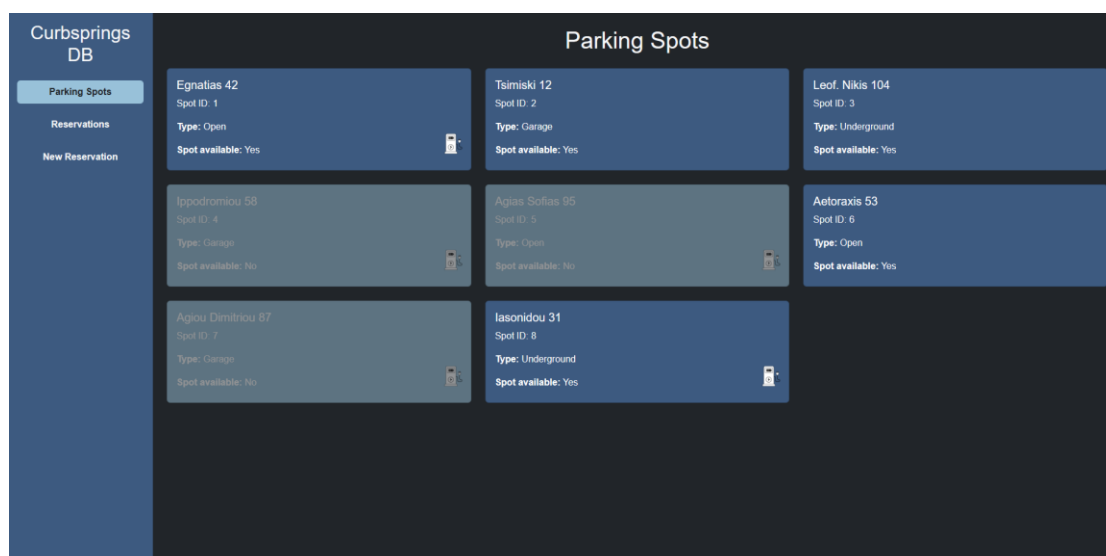 Curbsprings
DB
Parking Spots
Reservations
New Reservation
Parking Spots
Egnatias 42
Spot ID: 1
Type: Open
Spot available: Yes
Tsimiski 12
Spot ID: 2
Type: Garage
Spot available: Yes
Leof. Nikis 104
Spot ID: 3
Type: Underground
Spot available: Yes
Ippodromiou 58
Spot ID: 4
Type: Garage
Spot available: No
Agias Sofias 95
Spot ID: 5
Type: Open
Spot available: No
Aetoraxis 53
Spot ID: 6
Type: Open
Spot available: Yes
Agiou Dimitriou 87
Spot ID: 7
Type: Garage
Spot available: No
Iasonidou 31
Spot ID: 8
Type: Underground
Spot available: Yes